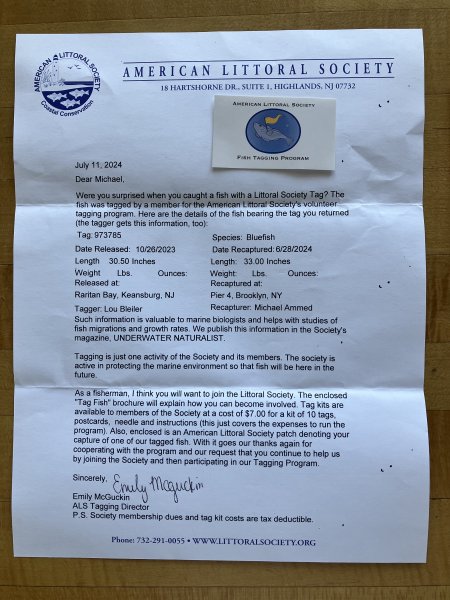 AMERICAN LITTORAL SOCIETY
Coastal Conservation
AMERICAN LITTORAL SOCIETY
18 HARTSHORNE DR., SUITE 1, HIGHLANDS, NJ 07732
AMERICAN LITTORAL SOCIETY
FISH TAGGING PROGRAM
July 11, 2024
Dear Michael,
Were you surprised when you caught a fish with a Littoral Society Tag? The
fish was tagged by a member for the American Littoral Society's volunteer
tagging program. Here are the details of the fish bearing the tag you returned
(the tagger gets this information, too):
Tag: 973785 Species: Bluefish
Date Released: 10/26/2023 Date Recaptured: 6/28/2024
Length 30.50 Inches Length 33.00 Inches
Weight Lbs. Ounces: Weight: Lbs. Ounces:
Released at: Recaptured at:
Raritan Bay, Keansburg, NJ Pier 4, Brooklyn, NY
Tagger: Lou Bleiler Recapturer: Michael Ammed
Such information is valuable to marine biologists and helps with studies of
fish migrations and growth rates. We publish this information in the Society's
magazine, UNDERWATER NATURALIST.
Tagging is just one activity of the Society and its members. The society is
active in protecting the marine environment so that fish will be here in the
future.
As a fisherman, I think you will want to join the Littoral Society. The enclosed
"Tag Fish" brochure will explain how you can become involved. Tag kits are
available to members of the Society at a cost of $7.00 for a kit of 10 tags,
postcards, needle and instructions (this just covers the expenses to run the
program). Also, enclosed is an American Littoral Society patch denoting your
capture of one of our tagged fish. With it goes our thanks again for
cooperating with the program and our request that you continue to help us
by joining the Society and then participating in our Tagging Program.
Sincerely,
Emily McGuckin
Emily McGuckin
ALS Tagging Director
P.S. Society membership dues and tag kit costs are tax deductible.
Phone: 732-291-0055 • WWW.LITTORALSOCIETY.ORG